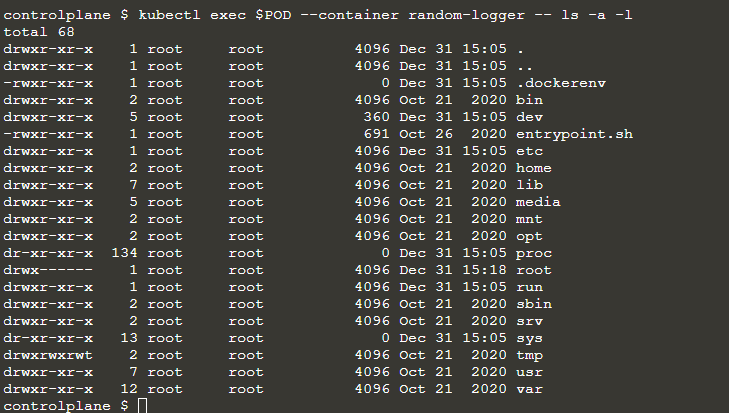 controlplane $ kubectl exec $POD --container random-logger -- ls -a -l
total 68
drwxr-xr-x    1 root     root          4096 Dec 31 15:05 .
drwxr-xr-x    1 root     root          4096 Dec 31 15:05 ..
-rwxr-xr-x    1 root     root             0 Dec 31 15:05 .dockerenv
drwxr-xr-x    2 root     root          4096 Oct 21  2020 bin
drwxr-xr-x    5 root     root           360 Dec 31 15:05 dev
-rwxr-xr-x    1 root     root           691 Oct 26  2020 entrypoint.sh
drwxr-xr-x    1 root     root          4096 Dec 31 15:05 etc
drwxr-xr-x    2 root     root          4096 Oct 21  2020 home
drwxr-xr-x    7 root     root          4096 Oct 21  2020 lib
drwxr-xr-x    5 root     root          4096 Oct 21  2020 media
drwxr-xr-x    2 root     root          4096 Oct 21  2020 mnt
drwxr-xr-x    2 root     root          4096 Oct 21  2020 opt
dr-xr-xr-x  134 root     root             0 Dec 31 15:05 proc
drwx------    1 root     root          4096 Dec 31 15:18 root
drwxr-xr-x    1 root     root          4096 Dec 31 15:05 run
drwxr-xr-x    2 root     root          4096 Oct 21  2020 sbin
drwxr-xr-x    2 root     root          4096 Oct 21  2020 srv
dr-xr-xr-x   13 root     root             0 Dec 31 15:05 sys
drwxrwxrwt    2 root     root          4096 Oct 21  2020 tmp
drwxr-xr-x    7 root     root          4096 Oct 21  2020 usr
drwxr-xr-x   12 root     root          4096 Oct 21  2020 var
controlplane $